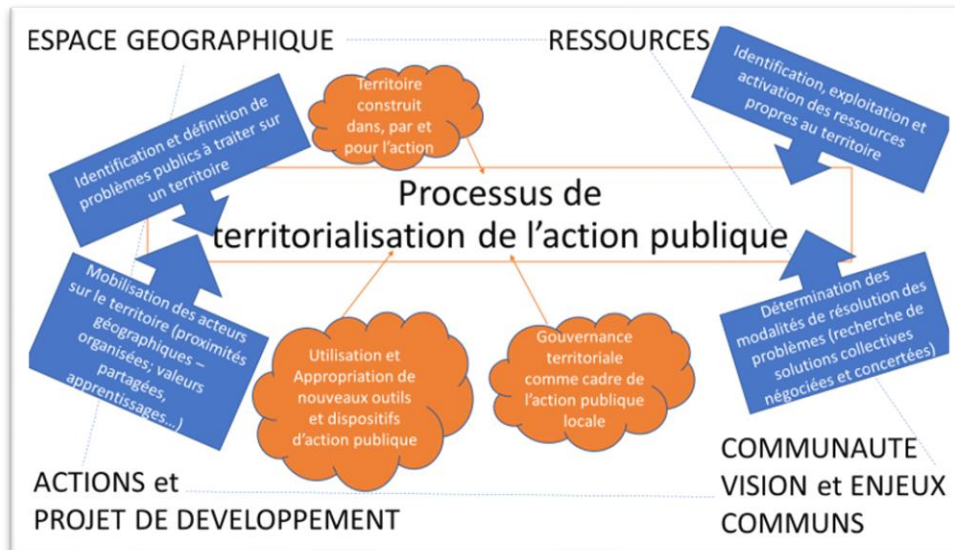 ESPACE GEOGRAPHIQUE
RESSOURCES
Identification et définition de
problèmes publics à traiter sur
un territoire
Territoire
construit
dans, par et
pour l'action
Identification, exploitation et
activation des ressources
propres au territoire
Processus de
territorialisation de l'action publique
Mobilisation des acteurs
sur le territoire (proximités
géographiques –
organisées; valeurs
partagées,
apprentissages...)
Utilisation et
Appropriation de
nouveaux outils
et dispositifs
d'action publique
Gouvernance
territoriale
comme cadre de
l'action publique
locale
Détermination des
modalités de résolution des
problèmes (recherche de
solutions collectives
négociées et concertées)
ACTIONS et
PROJET DE DEVELOPPEMENT
COMMUNAUTE
VISION et ENJEUX
COMMUNS